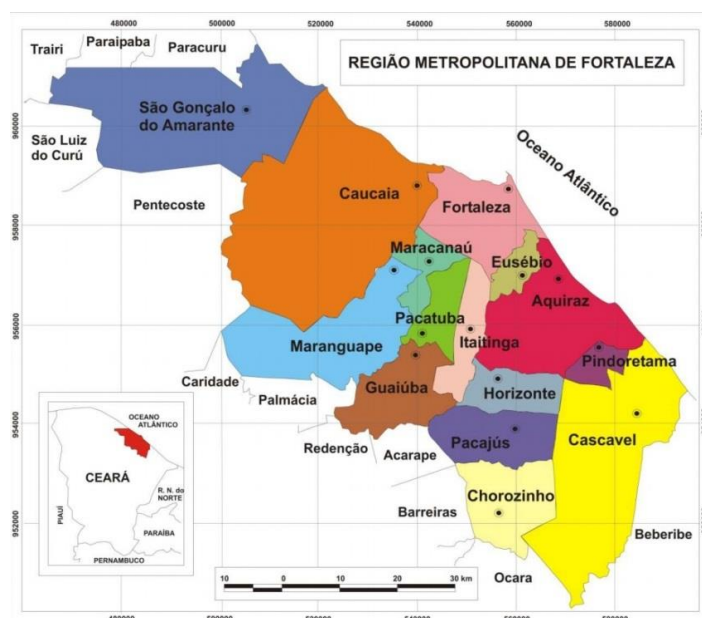 480000 500000 520000 540000 560000 580000
REGIÃO METROPOLITANA DE FORTALEZA
Trairi
Paraipaba
Paracuru
São Gonçalo
do Amarante
São Luiz
do Curú
Pentecoste
Caucaia
Fortaleza
Oceano Atlântico
Maracanaú
Eusébio
Aquiraz
Pacatuba
Itaitinga
Maranguape
Pindoretama
Guaiúba
Horizonte
Caridade
Palmácia
Cascavel
Redenção
Acarape
Pacajús
Chorozinho
Barreiras
Beberibe
Ocara
960000
958000
956000
954000
952000
OCEANO
ATLÂNTICO
CEARÁ
R. N. do
NORTE
PIAUÍ
PARAÍBA
PERNAMBUCO
10 0 10 20 30 km